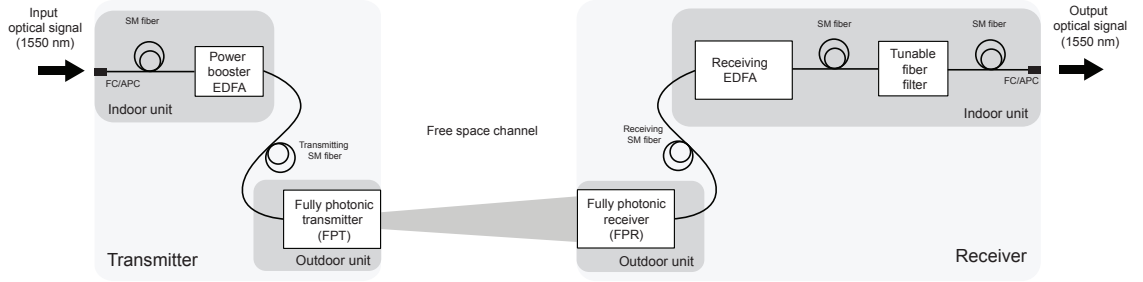 Input
optical signal
(1550 nm)
SM fiber
FC/APC
Power
booster
EDFA
Indoor unit
Transmitting
SM fiber
Fully photonic
transmitter
(FPT)
Outdoor unit
Transmitter
Free space channel
Receiving
SM fiber
Fully photonic
receiver
(FPR)
Outdoor unit
Receiving
EDFA
SM fiber
Tunable
fiber
filter
SM fiber
FC/APC
Indoor unit
Receiver
Output
optical signal
(1550 nm)